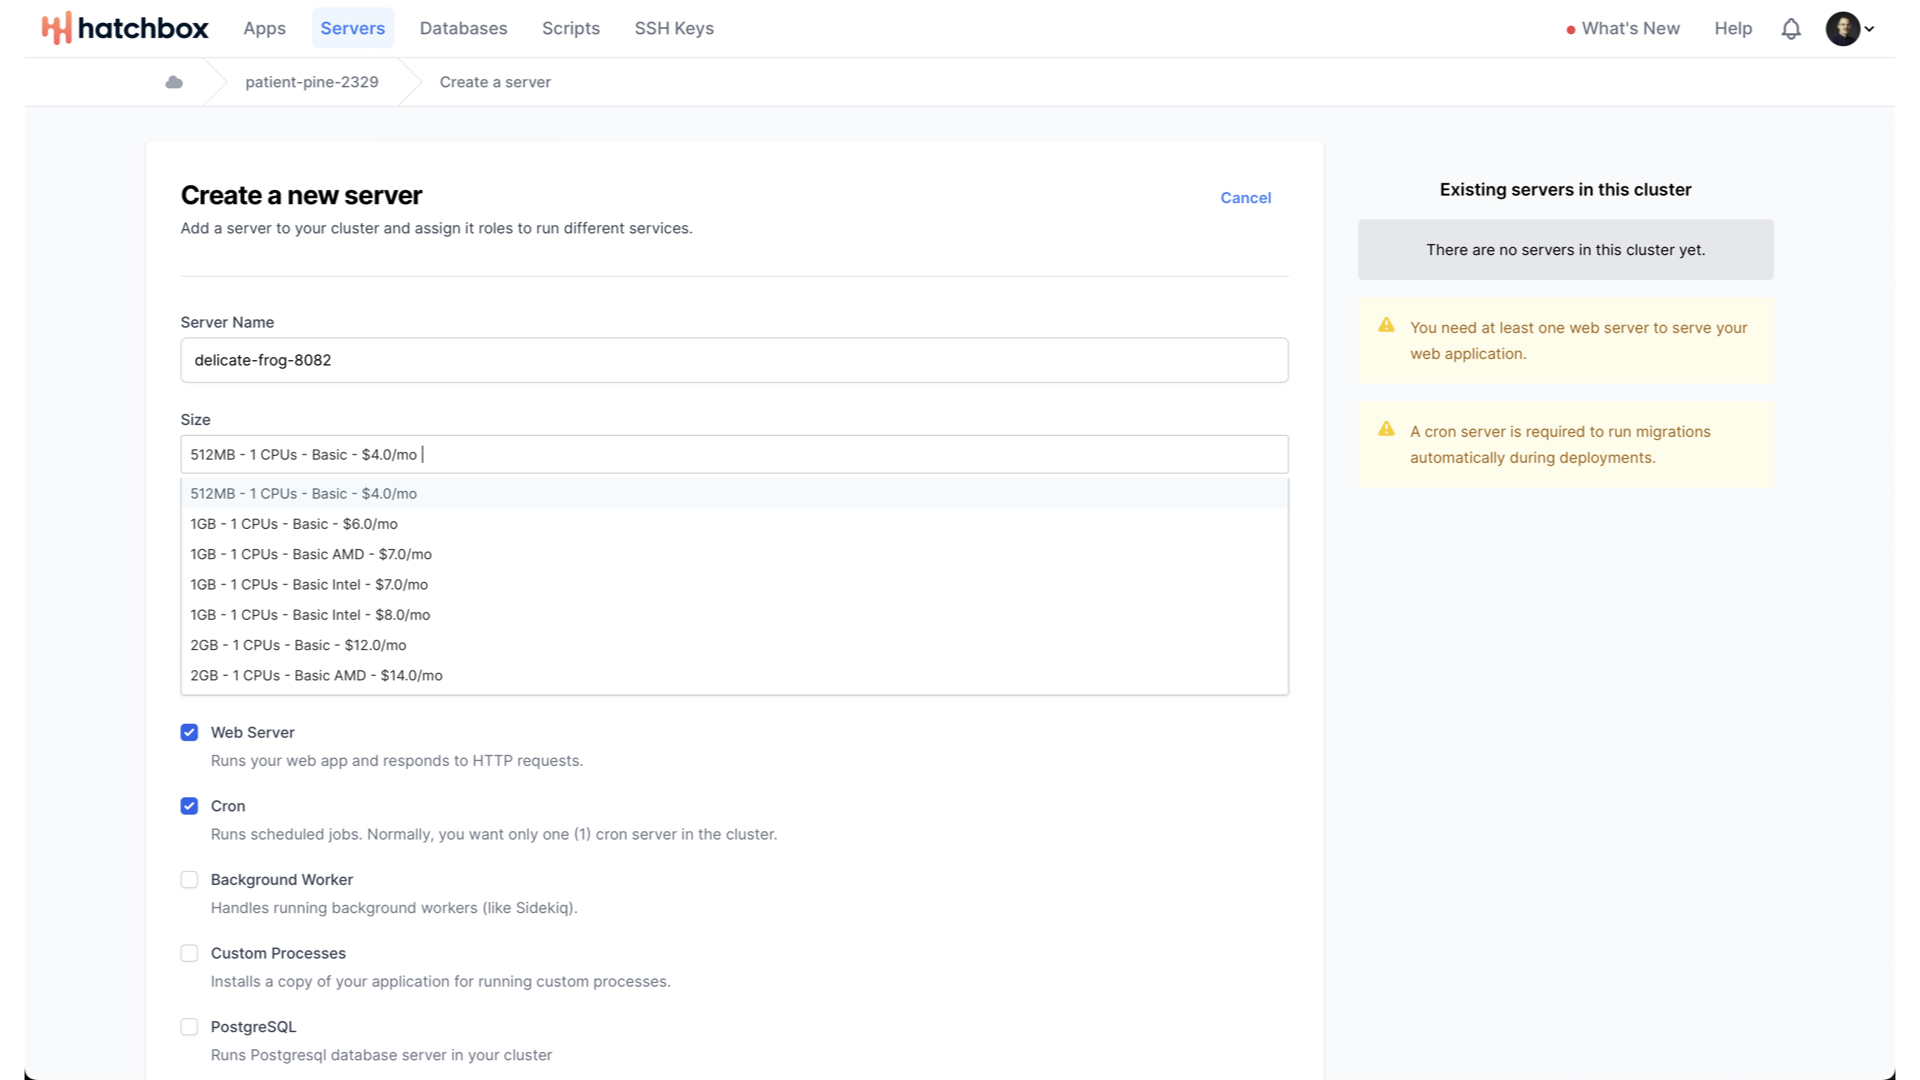 hatchbox
Apps
Servers
Databases
Scripts
SSH Keys
What's New
Help
patient-pine-2329
Create a server
Create a new server
Cancel
Add a server to your cluster and assign it roles to run different services.
Server Name
delicate-frog-8082
Size
512MB - 1 CPUs - Basic - $4.0/mo
512MB - 1 CPUs - Basic - $4.0/mo
1GB - 1 CPUs - Basic - $6.0/mo
1GB - 1 CPUs - Basic AMD - $7.0/mo
1GB - 1 CPUs - Basic Intel - $7.0/mo
1GB - 1 CPUs - Basic Intel - $8.0/mo
2GB - 1 CPUs - Basic - $12.0/mo
2GB - 1 CPUs - Basic AMD - $14.0/mo
Web Server
Runs your web app and responds to HTTP requests.
Cron
Runs scheduled jobs. Normally, you want only one (1) cron server in the cluster.
Background Worker
Handles running background workers (like Sidekiq).
Custom Processes
Installs a copy of your application for running custom processes.
PostgreSQL
Runs Postgresql database server in your cluster
Existing servers in this cluster
There are no servers in this cluster yet.
You need at least one web server to serve your
web application.
A cron server is required to run migrations
automatically during deployments.